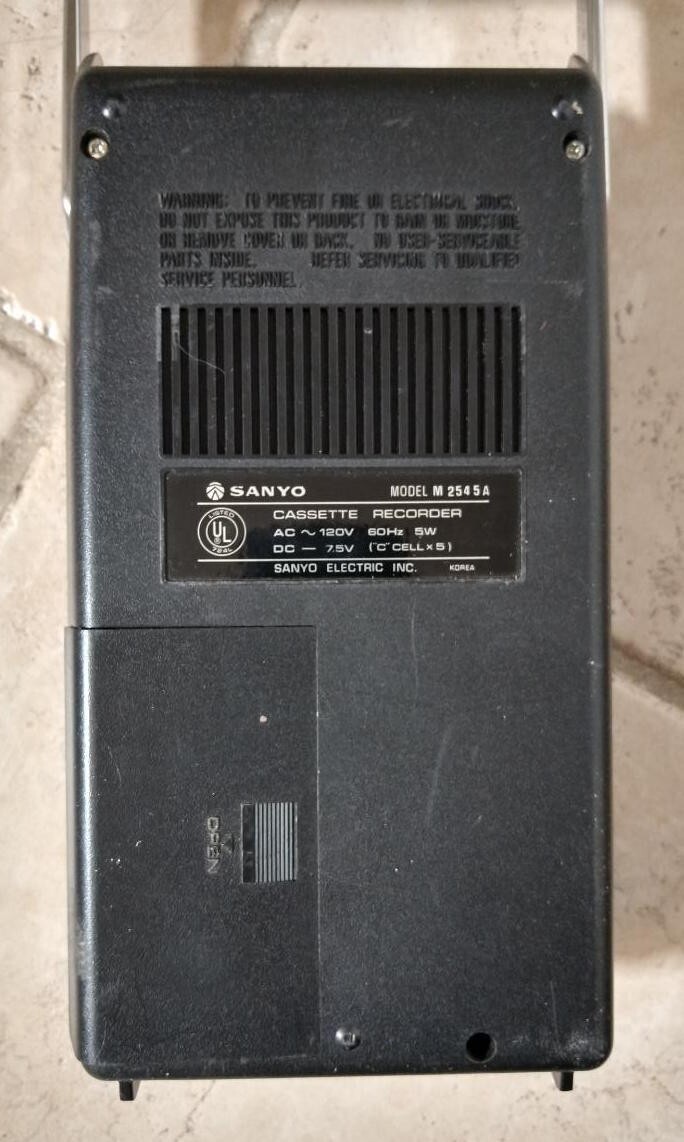 WARNING: TO PREVENT FIRE OR ELECTRICAL SHOCK,
DO NOT EXPOSE THIS PRODUCT TO RAIN OR MOISTURE
OR REMOVE COVER OR BACK. NO USER-SERVICEABLE
PARTS INSIDE. REFER SERVICING TO QUALIFIED
SERVICE PERSONNEL.
SANYO MODEL M 2545A
CASSETTE RECORDER
LISTED
UL
784L
AC ~ 120V 60Hz 5W
DC — 7.5V ("C" CELL × 5)
SANYO ELECTRIC INC. KOREA
OPEN